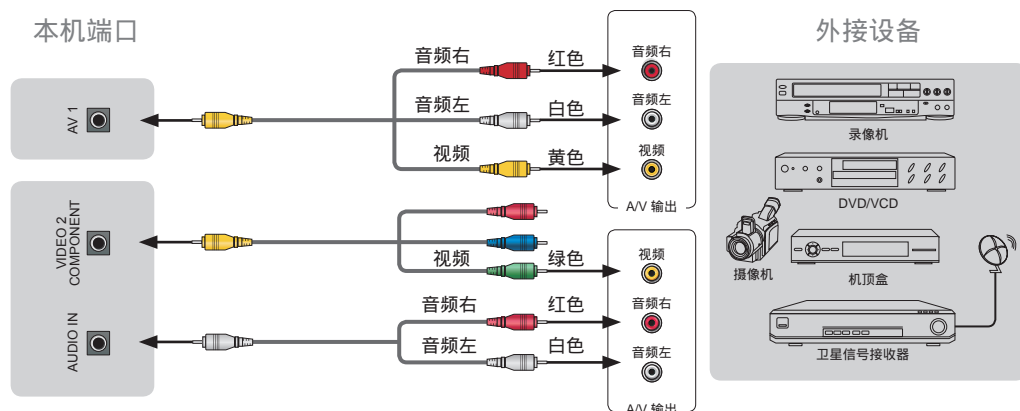 本机端口
外接设备
AV 1
音频右
红色
音频左
白色
视频
黄色
音频右
音频左
视频
A/V 输出
VIDEO 2
COMPONENT
视频
绿色
AUDIO IN
音频右
红色
音频左
白色
视频
音频右
音频左
A/V 输出
录像机
DVD/VCD
摄像机
机顶盒
卫星信号接收器